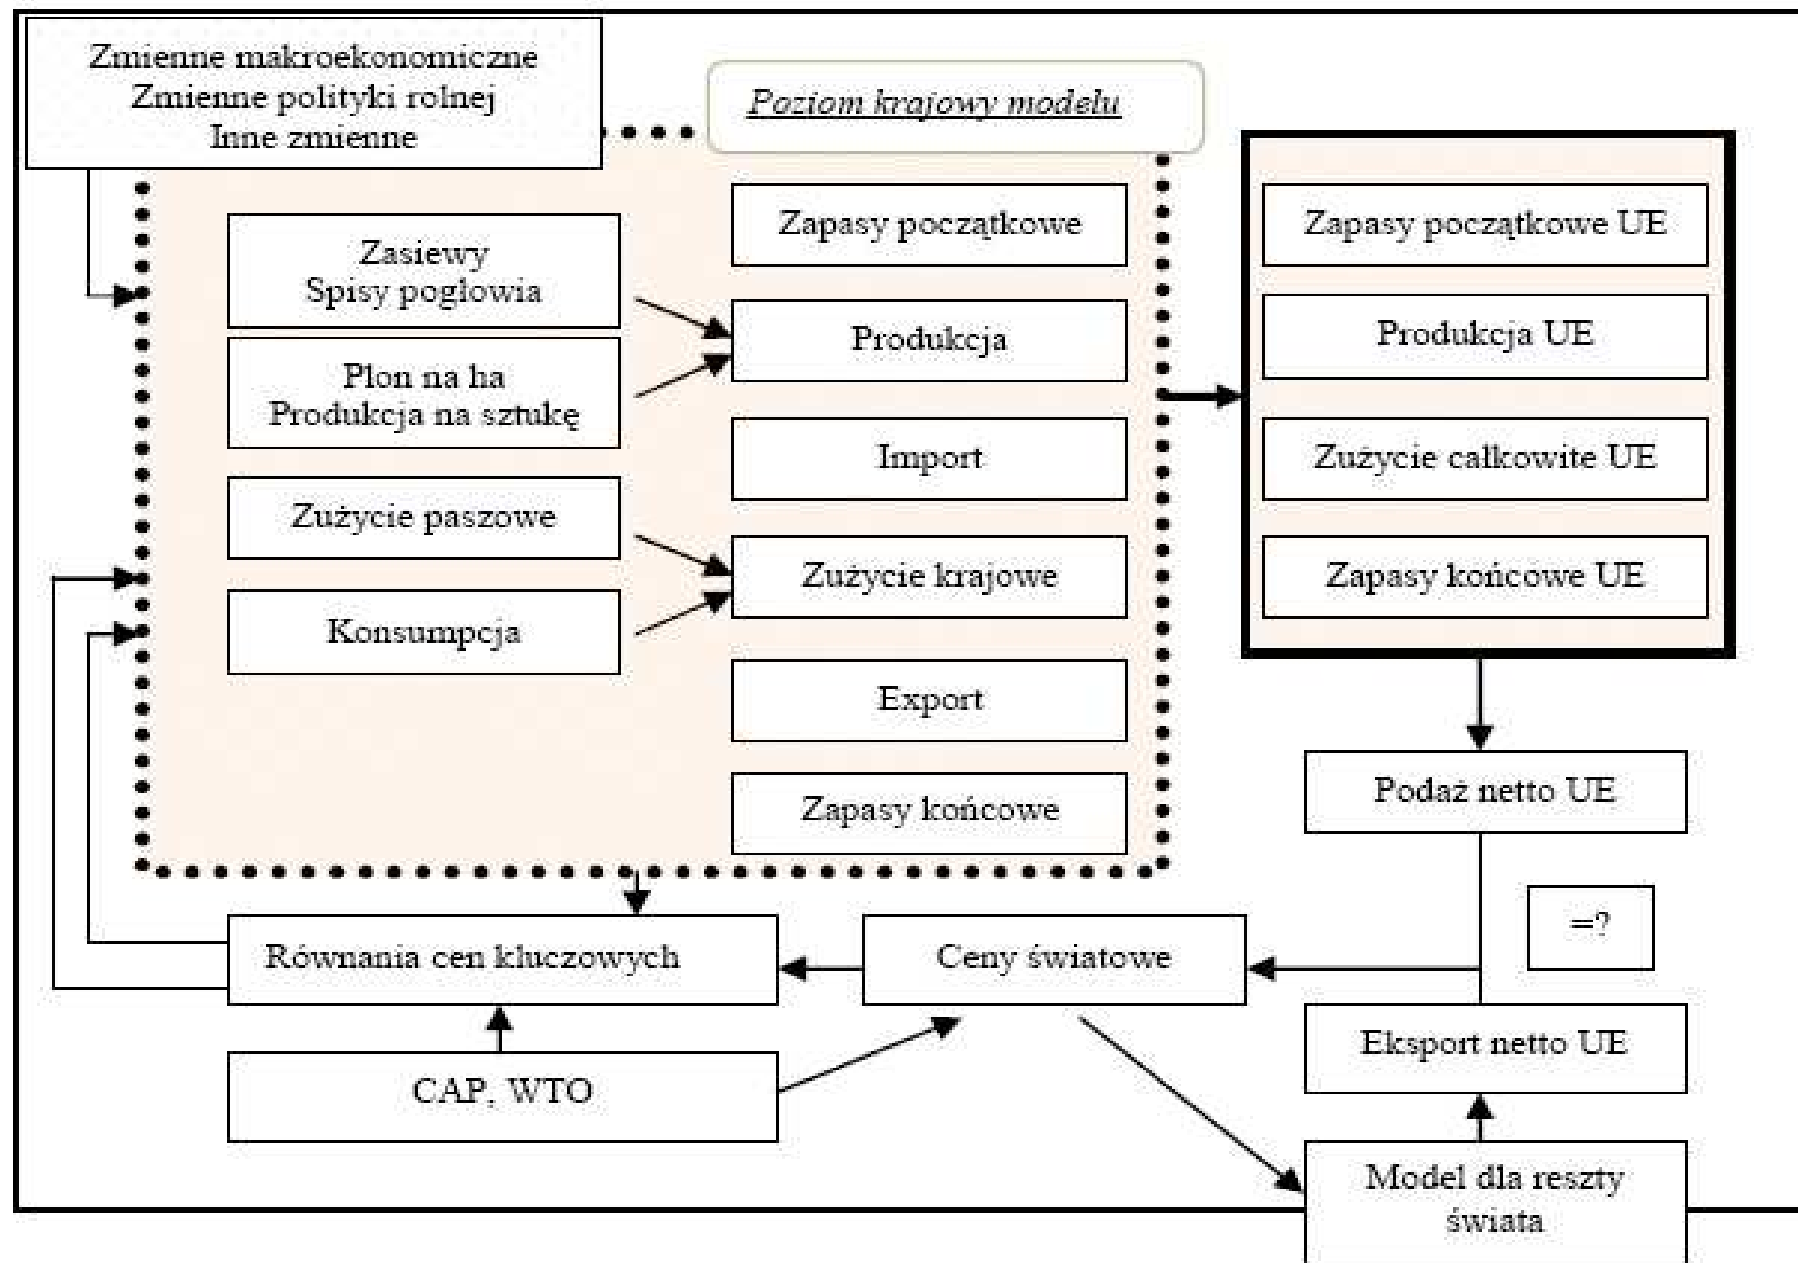 Zmienne makroekonomiczne
Zmienne polityki rolnej
Inne zmienne
Poziom krajowy modelu
Zasiewy
Spisy pogłowia
Plon na ha
Produkcja na sztukę
Zużycie paszowe
Konsumpcja
Zapasy początkowe
Produkcja
Import
Zużycie krajowe
Export
Zapasy końcowe
Zapasy początkowe UE
Produkcja UE
Zużycie całkowite UE
Zapasy końcowe UE
Podaż netto UE
=?
Równania cen kluczowych
Ceny światowe
Eksport netto UE
CAP, WTO
Model dla reszty
świata